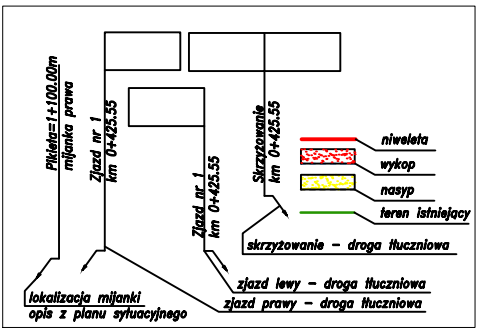 Pikieta=1+100.00m
mijanka prawa
Zjazd nr 1
km 0+425.55
Zjazd nr 1
km 0+425.55
Skrzyżowanie
km 0+425.55
niweleta
wykop
nasyp
teren istniejący
skrzyżowanie - droga tłuczniowa
zjazd lewy - droga tłuczniowa
zjazd prawy - droga tłuczniowa
lokalizacja mijanki
opis z planu sytuacyjnego